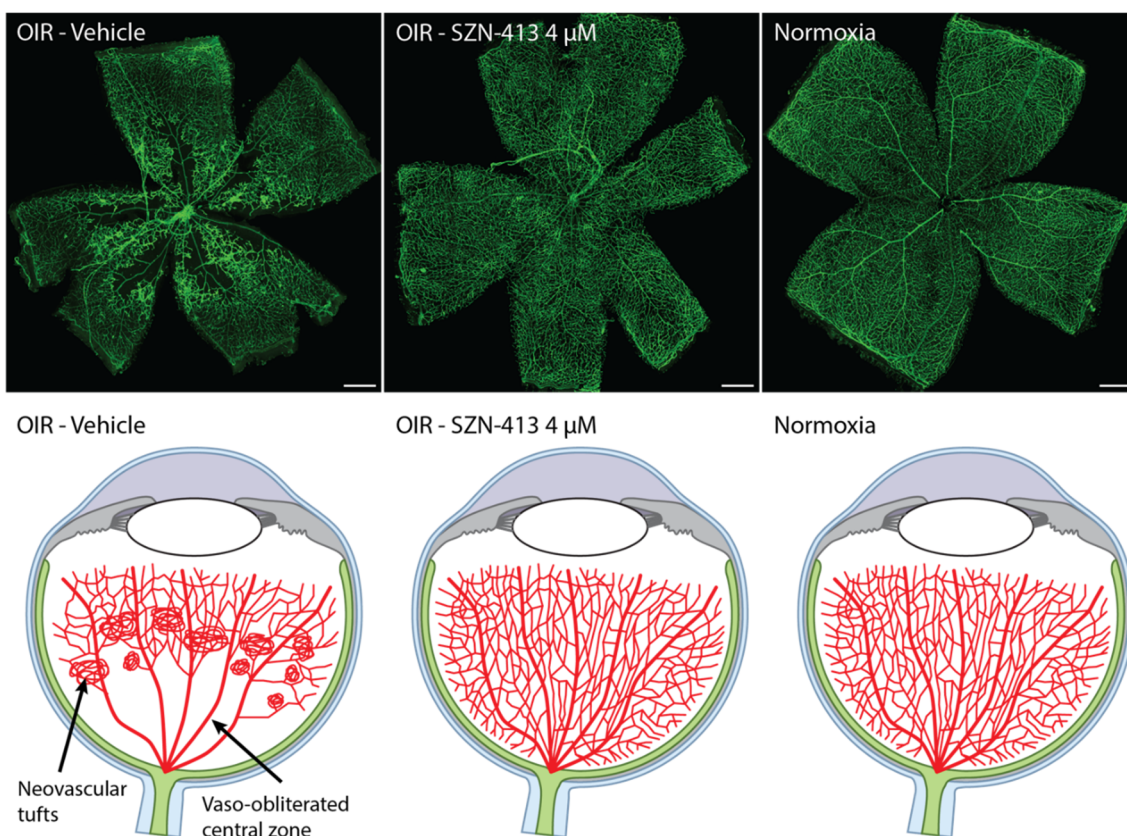 OIR - Vehicle
OIR - SZN-413 4 µM
Normoxia
OIR - Vehicle
OIR - SZN-413 4 µM
Normoxia
Neovascular
tufts
Vaso-obliterated
central zone